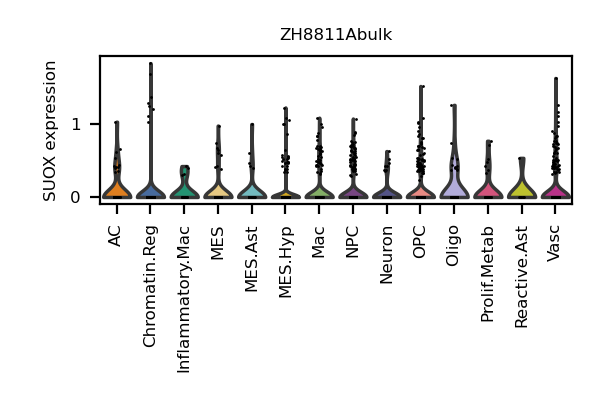 ZH8811Abulk
SUOX expression
1
0
AC
Chromatin.Reg
Inflammatory.Mac
MES
MES.Ast
MES.Hyp
Mac
NPC
Neuron
OPC
Oligo
Prolif.Metab
Reactive.Ast
Vasc